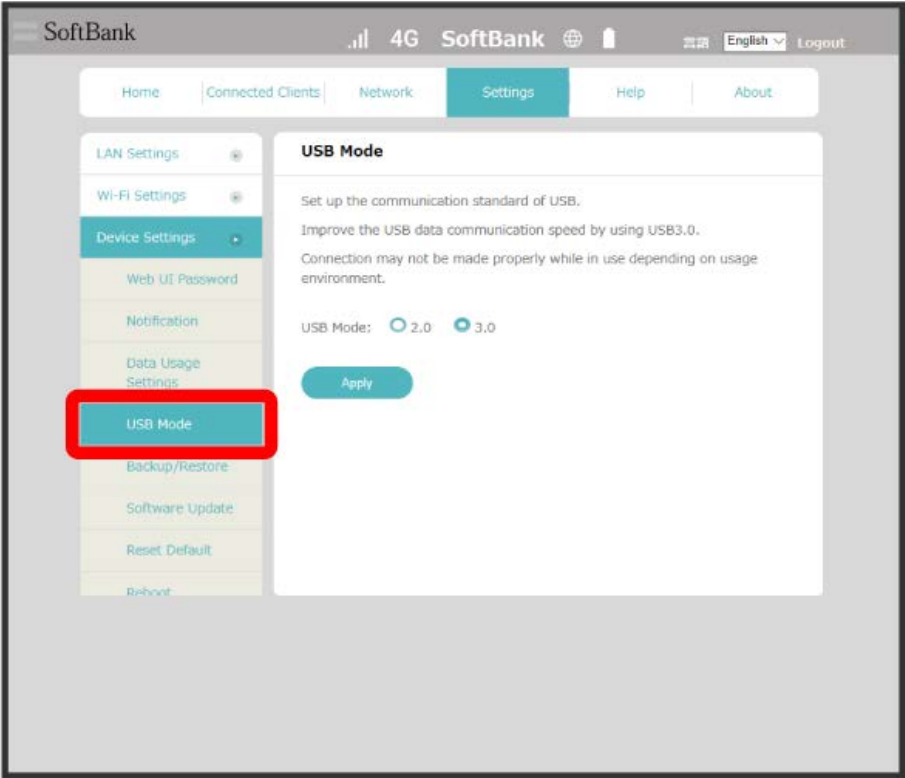 SoftBank
4G SoftBank 言語 English Logout
Home Connected Clients Network Settings Help About
LAN Settings
Wi-Fi Settings
Device Settings
Web UI Password
Notification
Data Usage
Settings
USB Mode
Backup/Restore
Software Update
Reset Default
Reboot
USB Mode
Set up the communication standard of USB.
Improve the USB data communication speed by using USB3.0.
Connection may not be made properly while in use depending on usage
environment.
USB Mode: 2.0 3.0
Apply